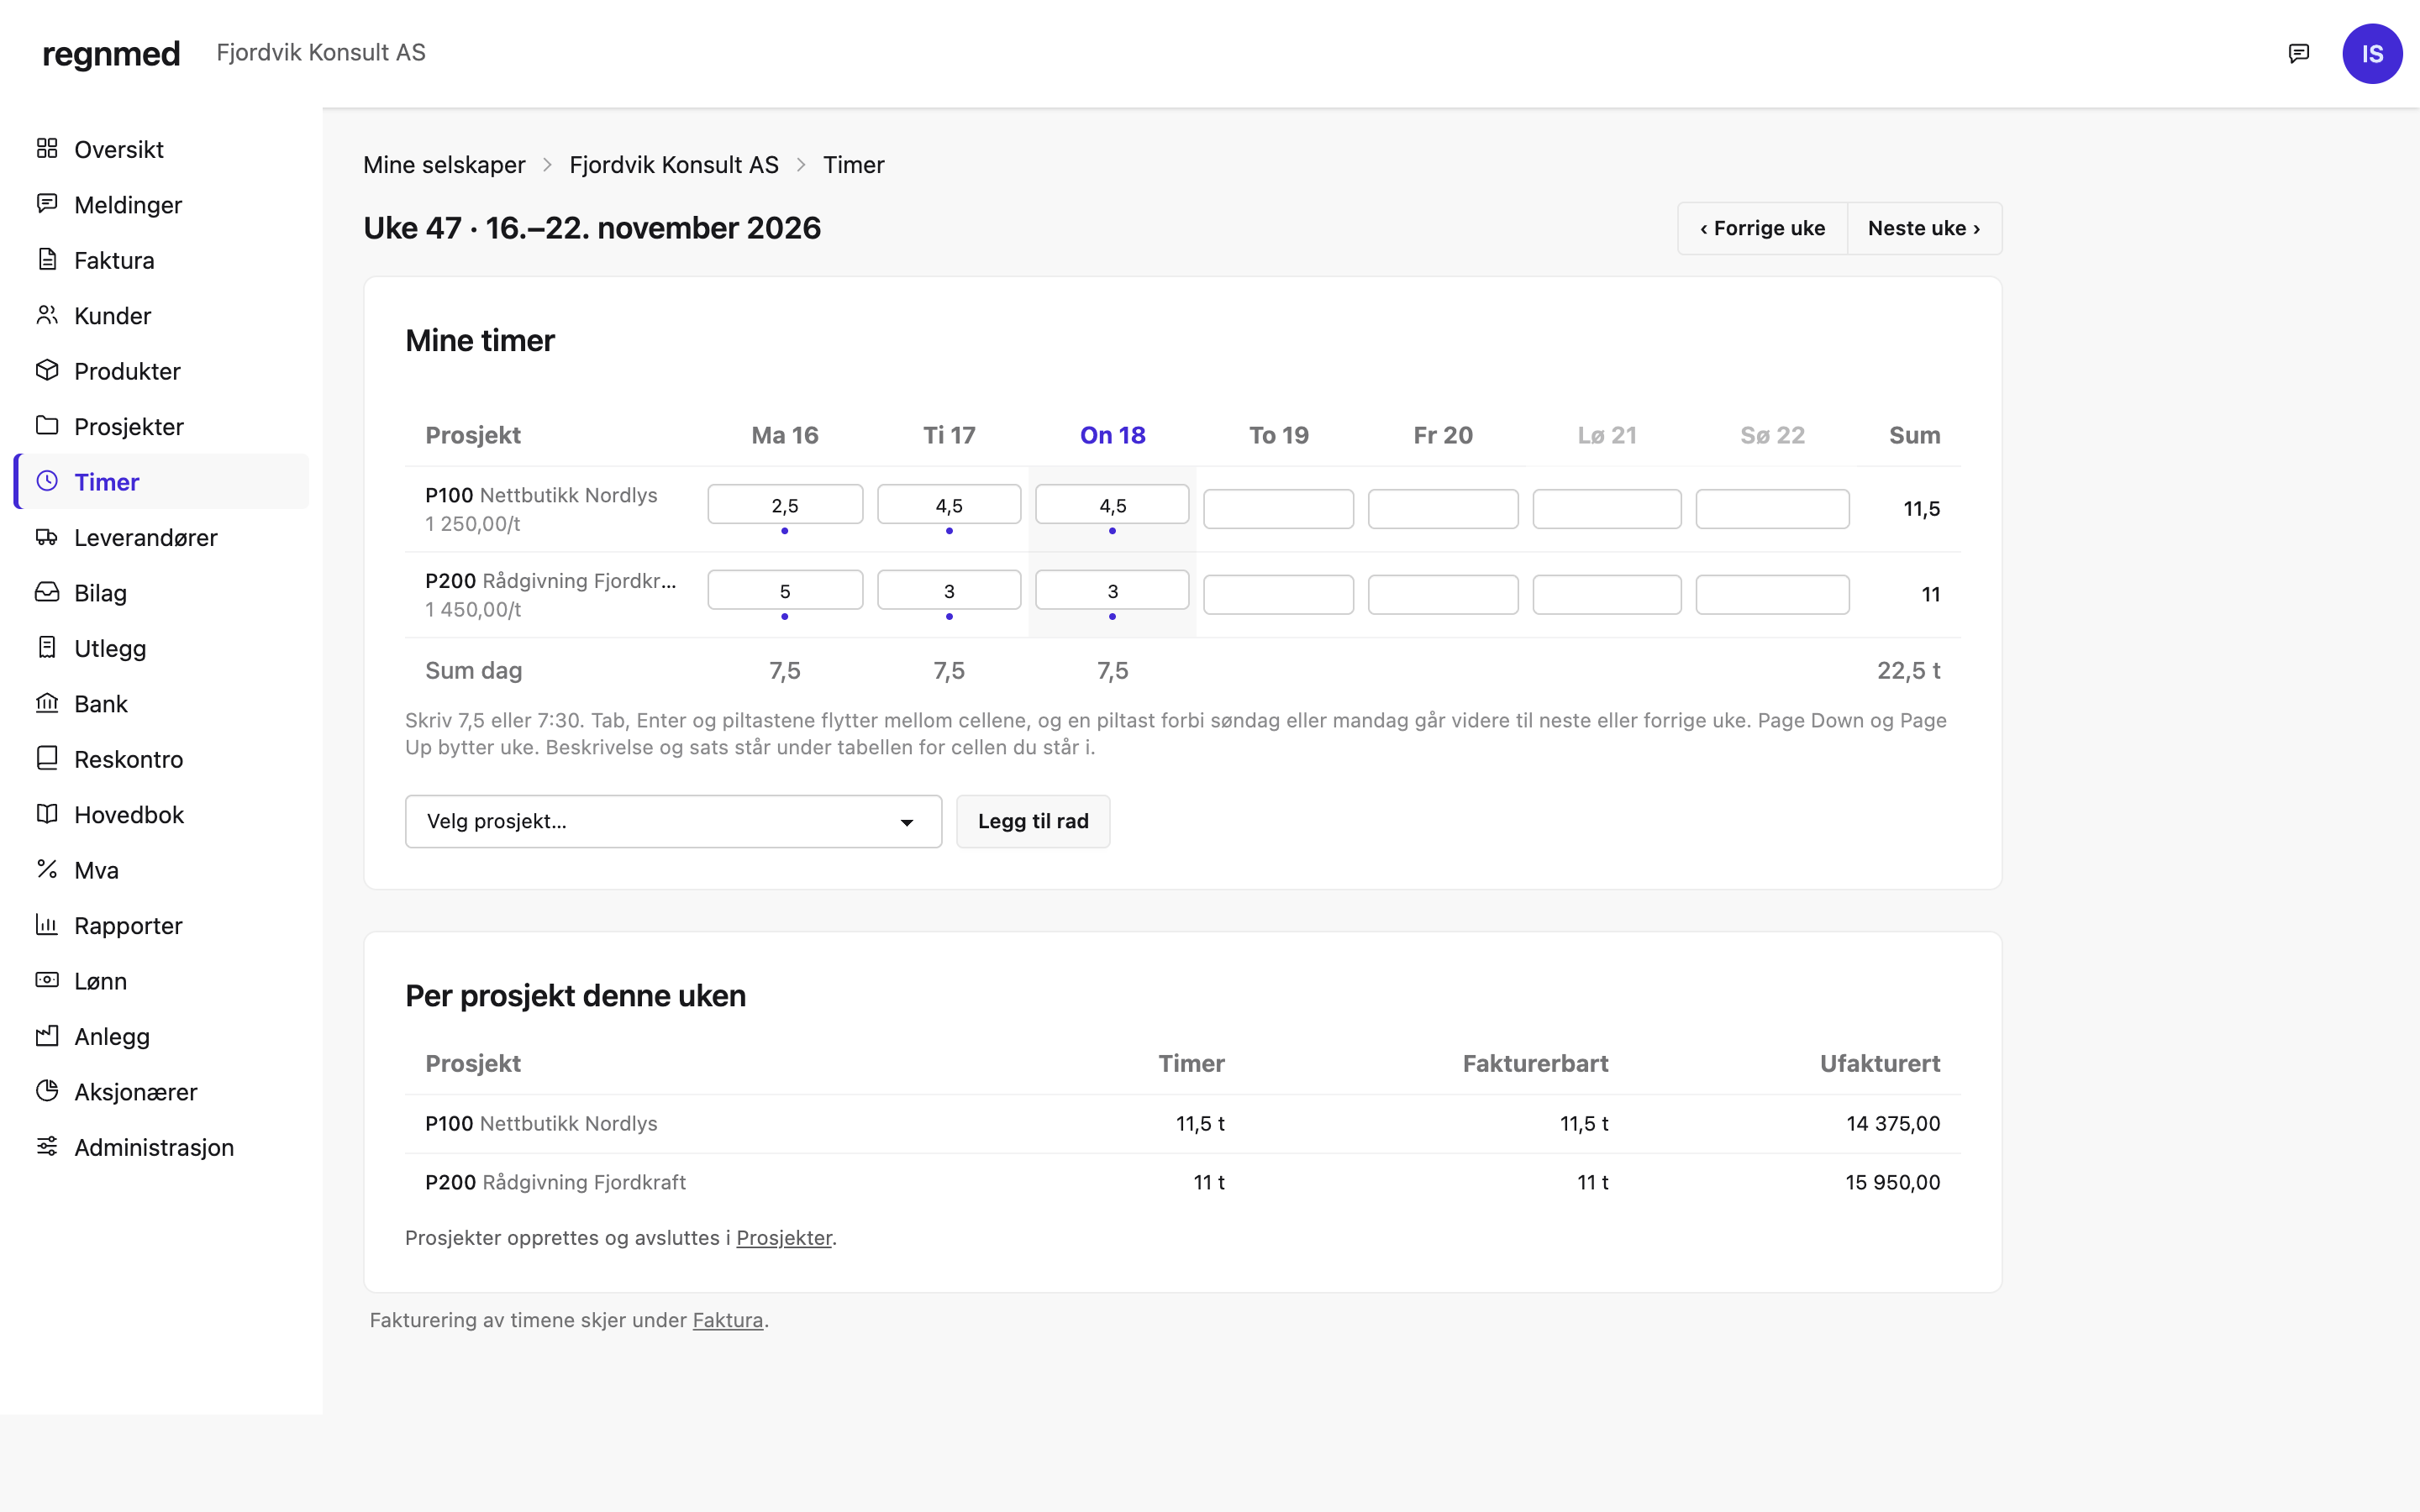 regnmed Fjordvik Konsult AS IS
Oversikt
Meldinger
Faktura
Kunder
Produkter
Prosjekter
Timer
Leverandører
Bilag
Utlegg
Bank
Reskontro
Hovedbok
Mva
Rapporter
Lønn
Anlegg
Aksjonærer
Administrasjon
Mine selskaper > Fjordvik Konsult AS > Timer
Uke 47 · 16.–22. november 2026 ‹ Forrige uke Neste uke ›
Mine timer
Prosjekt Ma 16 Ti 17 On 18 To 19 Fr 20 Lø 21 Sø 22 Sum
P100 Nettbutikk Nordlys 2,5 4,5 4,5 11,5
1 250,00/t
P200 Rådgivning Fjordkr... 5 3 3 11
1 450,00/t
Sum dag 7,5 7,5 7,5 22,5 t
Skriv 7,5 eller 7:30. Tab, Enter og piltastene flytter mellom cellene, og en piltast forbi søndag eller mandag går videre til neste eller forrige uke. Page Down og Page
Up bytter uke. Beskrivelse og sats står under tabellen for cellen du står i.
Velg prosjekt... Legg til rad
Per prosjekt denne uken
Prosjekt Timer Fakturerbart Ufakturert
P100 Nettbutikk Nordlys 11,5 t 11,5 t 14 375,00
P200 Rådgivning Fjordkraft 11 t 11 t 15 950,00
Prosjekter opprettes og avsluttes i Prosjekter.
Fakturering av timene skjer under Faktura.